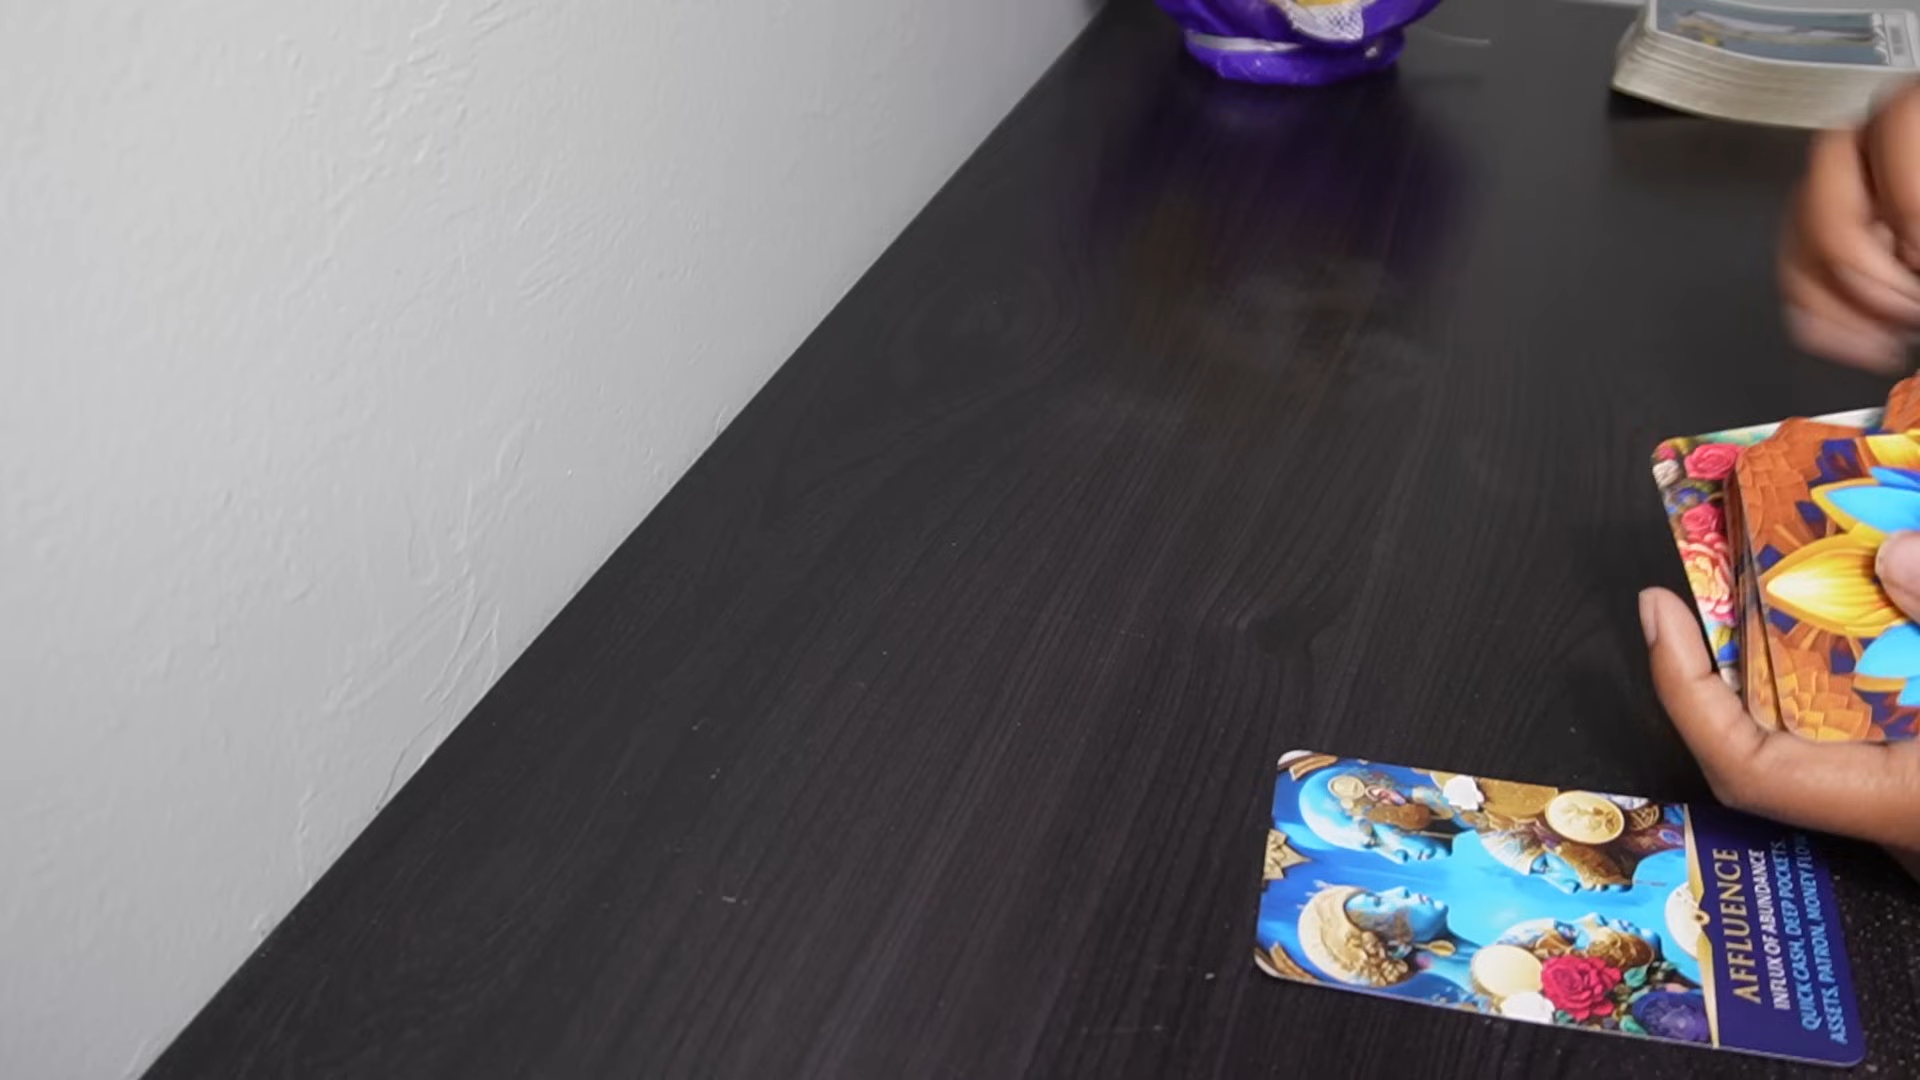 AFFLUENCE
INFLUX OF ABUNDANCE
QUICK CASH, DEEP POCKETS,
ASSETS, PATRON, MONEY FLOW